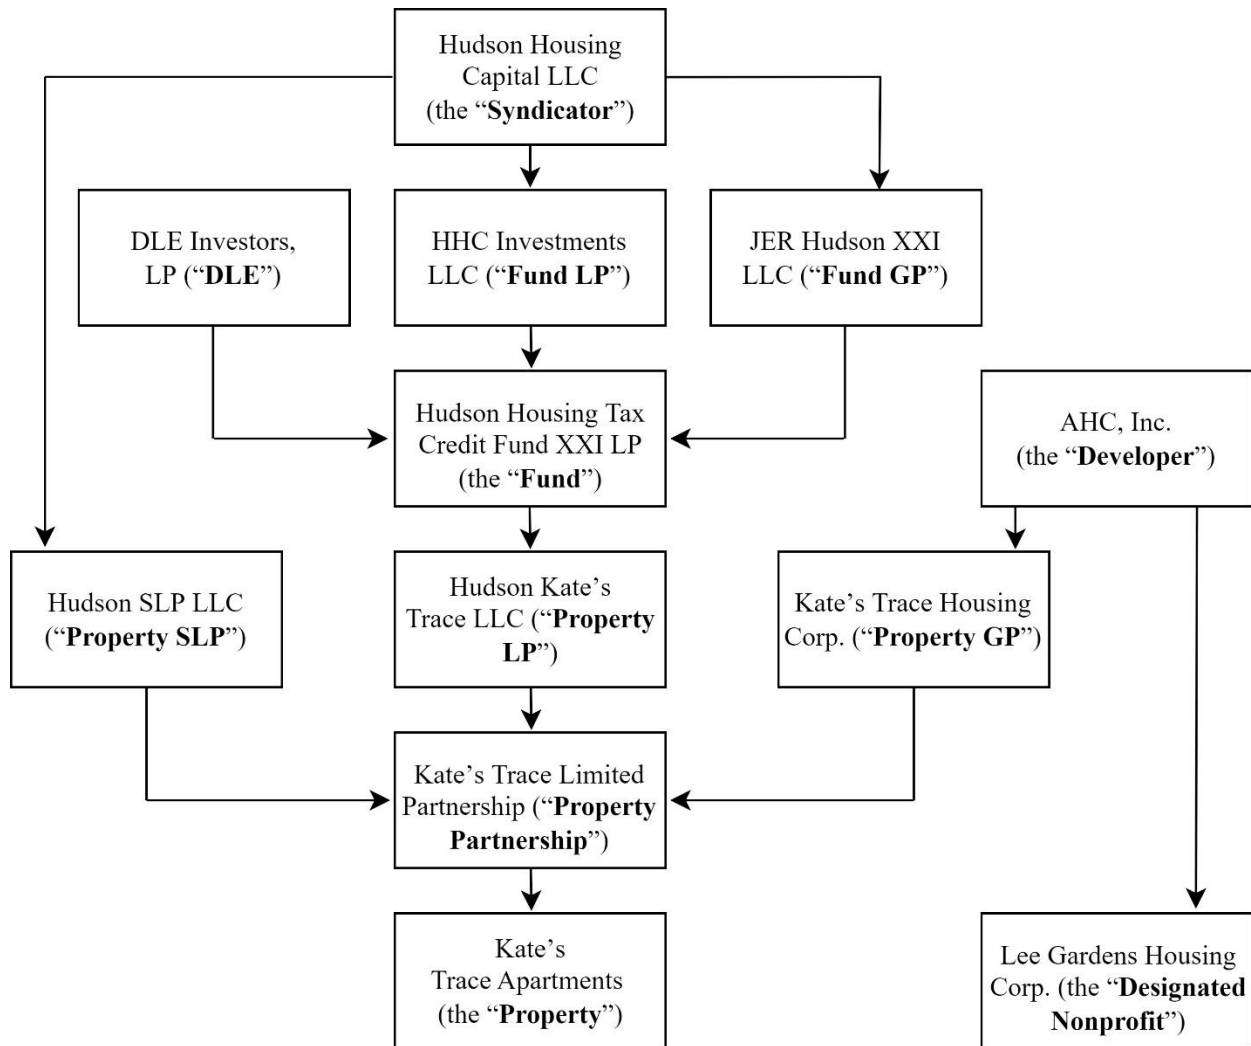 Hudson Housing
Capital LLC
(the “Syndicator”)
DLE Investors,
LP (“DLE”)
HHC Investments
LLC (“Fund LP”)
JER Hudson XXI
LLC (“Fund GP”)
Hudson Housing Tax
Credit Fund XXI LP
(the “Fund”)
AHC, Inc.
(the “Developer”)
Hudson SLP LLC
(“Property SLP”)
Hudson Kate’s
Trace LLC (“Property
LP”)
Kate’s Trace Housing
Corp. (“Property GP”)
Kate’s Trace Limited
Partnership (“Property
Partnership”)
Kate’s
Trace Apartments
(the “Property”)
Lee Gardens Housing
Corp. (the “Designated
Nonprofit”)